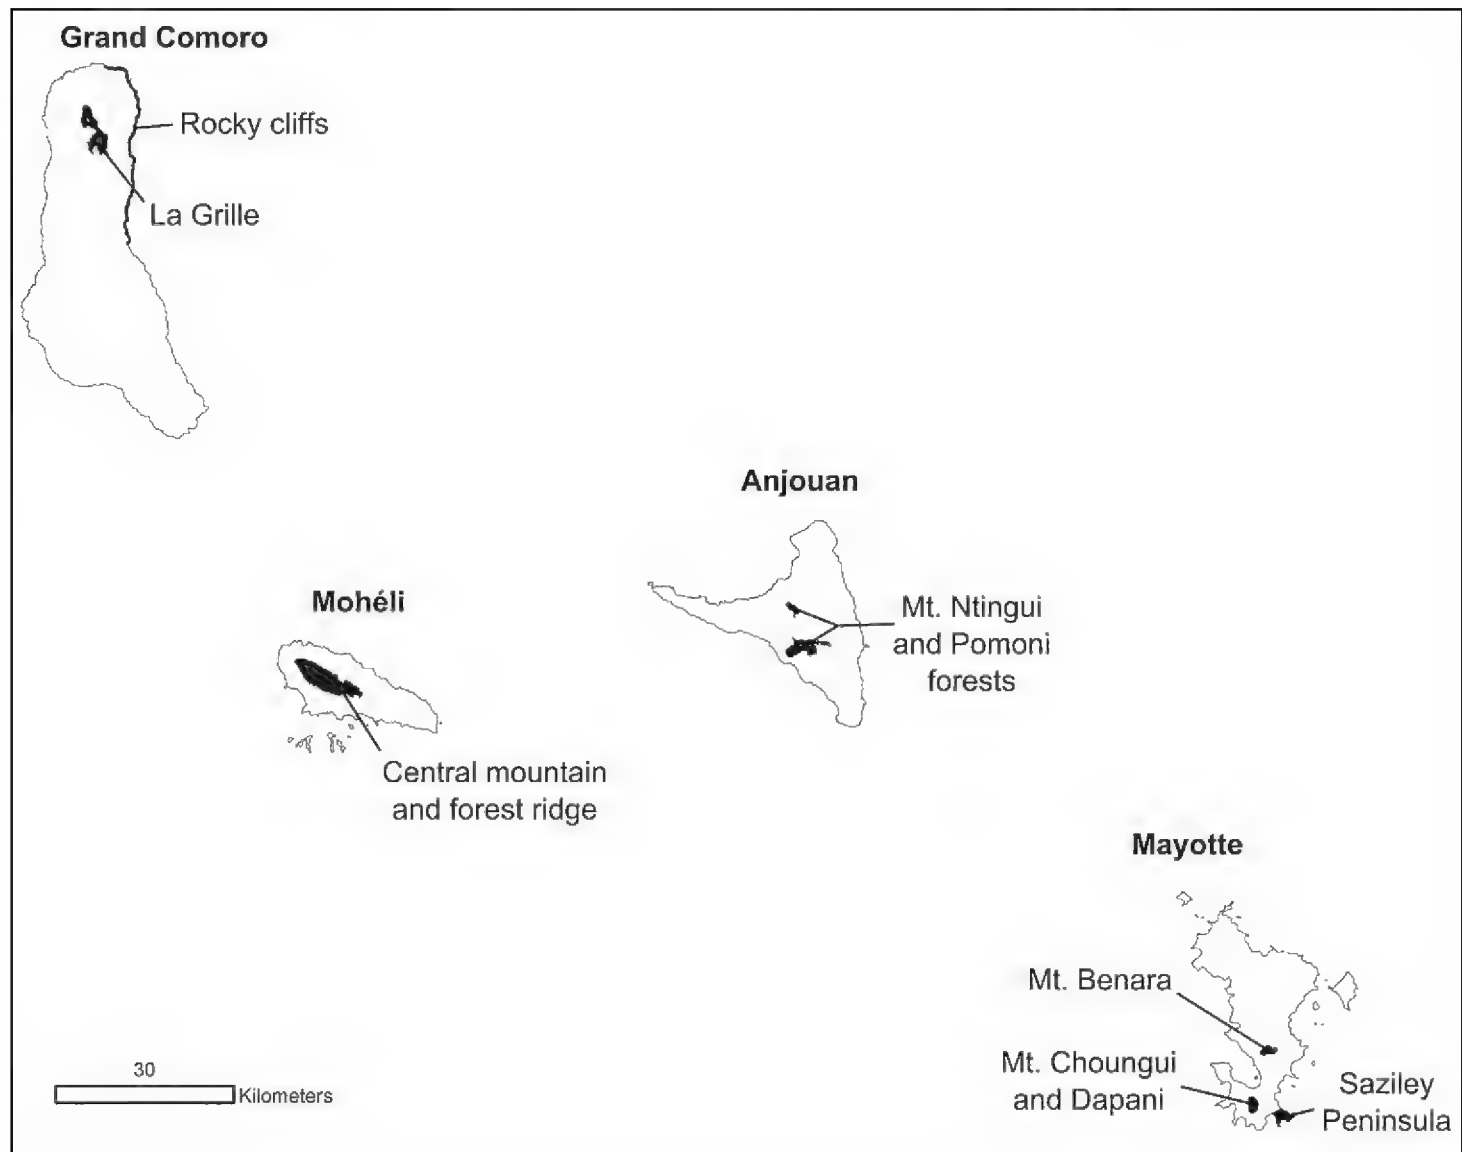 Grand Comoro
Rocky cliffs
La Grille
Anjouan
Mohéli
Mt. Ntingui
and Pomoni
forests
Central mountain
and forest ridge
Mayotte
Mt. Benara
Mt. Choungui
and Dapani
Saziley
Peninsula
30
Kilometers